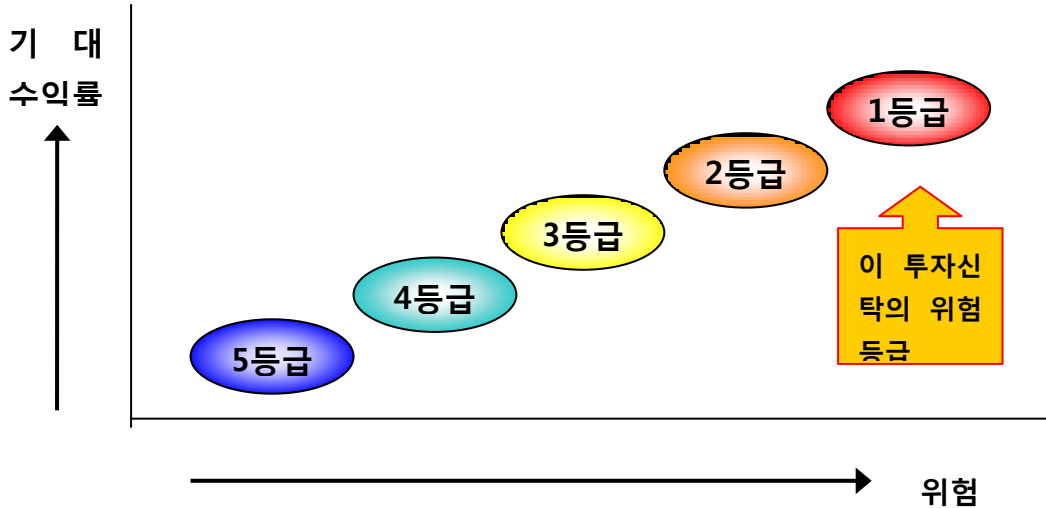 기 대
수익률
1등급
2등급
3등급
4등급
5등급
이 투자신
탁의 위험
등급
위험